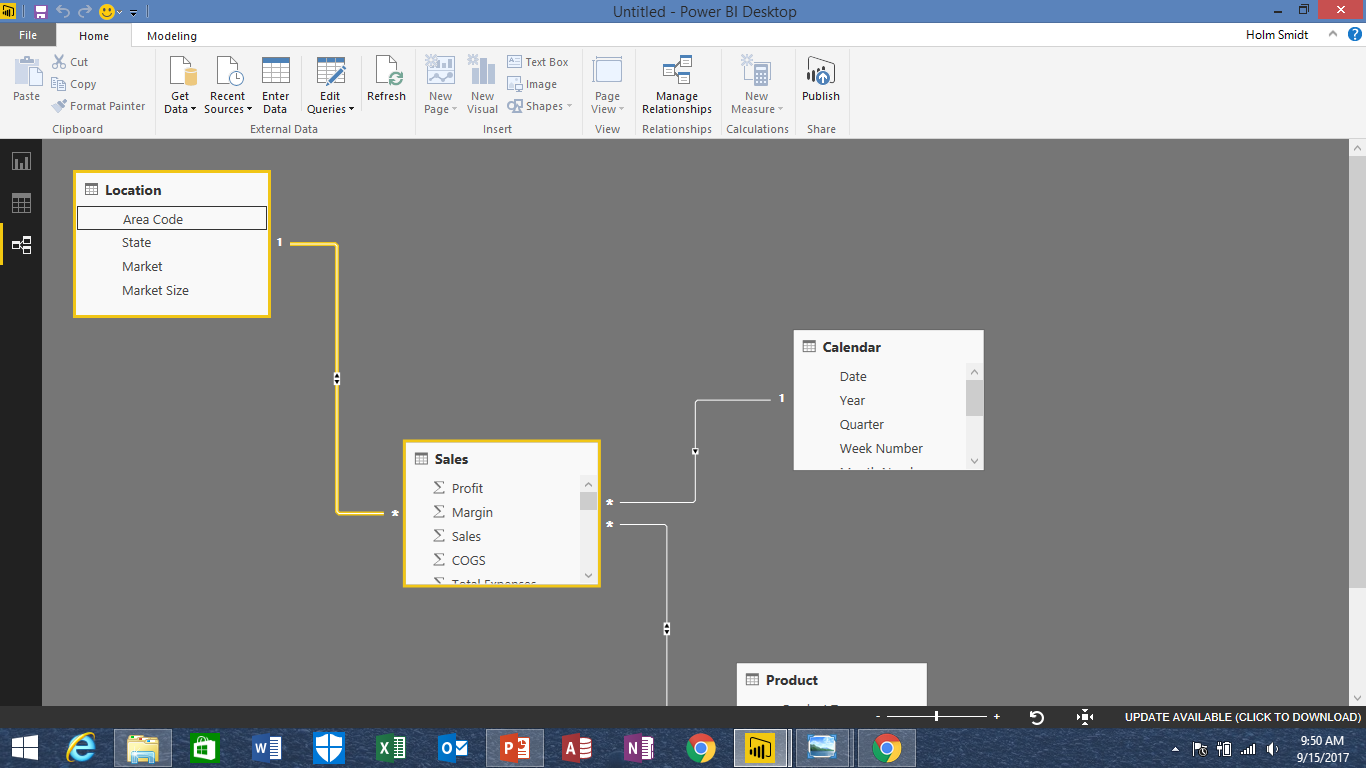 Untitled - Power BI Desktop
File Home Modeling Holm Smidt
Paste
Cut
Copy
Format Painter
Clipboard
Get Data
Recent Sources
Enter Data
Edit Queries
Refresh
External Data
New Page
New Visual
Text Box
Image
Shapes
Insert
Page View
View
Manage Relationships
Relationships
New Measure
Calculations
Publish
Share
Location
Area Code
State
Market
Market Size
1
*
Sales
Profit
Margin
Sales
COGS
Total Expenses
*
*
1
Calendar
Date
Year
Quarter
Week Number
Product
- +
UPDATE AVAILABLE (CLICK TO DOWNLOAD)
9:50 AM
9/15/2017